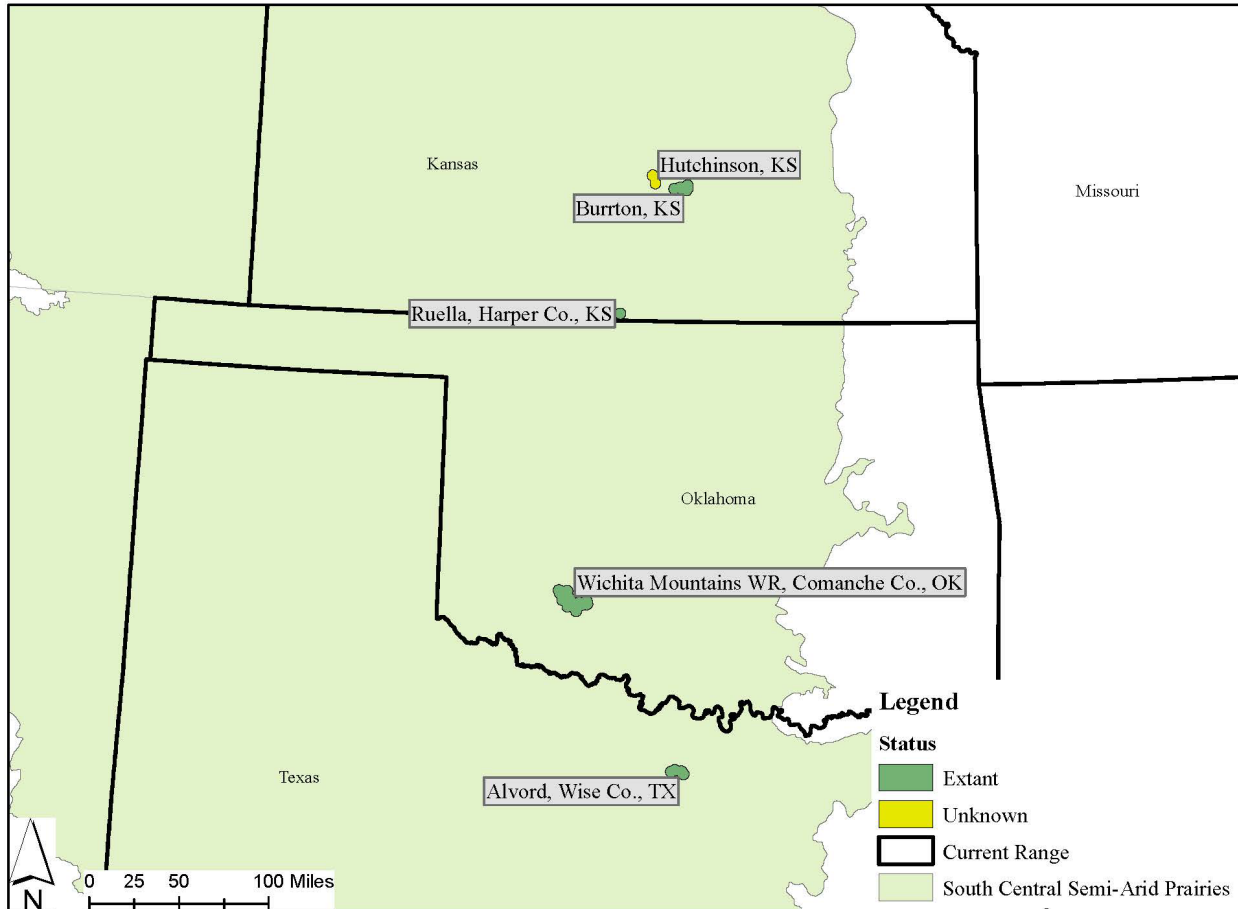 Kansas
Hutchinson, KS
Missouri
Burrton, KS
Ruella, Harper Co., KS
Oklahoma
Wichita Mountains WR, Comanche Co., OK
Texas
Alvord, Wise Co., TX
Legend
Status
Extant
Unknown
Current Range
South Central Semi-Arid Prairies
N
0 25 50 100 Miles